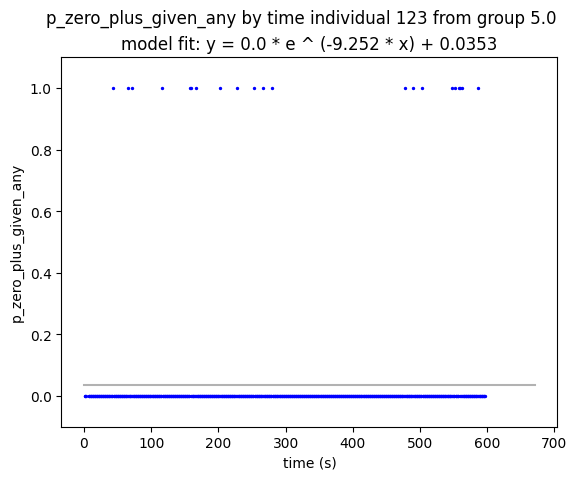 p_zero_plus_given_any by time individual 123 from group 5.0
model fit: y = 0.0 * e ^ (-9.252 * x) + 0.0353
1.0
0.8
0.6
0.4
0.2
0.0
p_zero_plus_given_any
0 100 200 300 400 500 600 700
time (s)